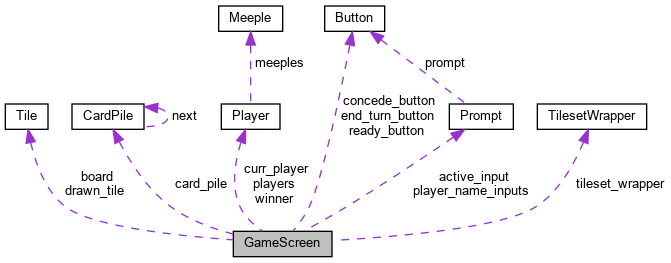 Meeple
Button
meeples
prompt
Tile
CardPile
next
Player
concede_button
end_turn_button
ready_button
Prompt
TilesetWrapper
board
drawn_tile
card_pile
curr_player
players
winner
active_input
player_name_inputs
tileset_wrapper
GameScreen